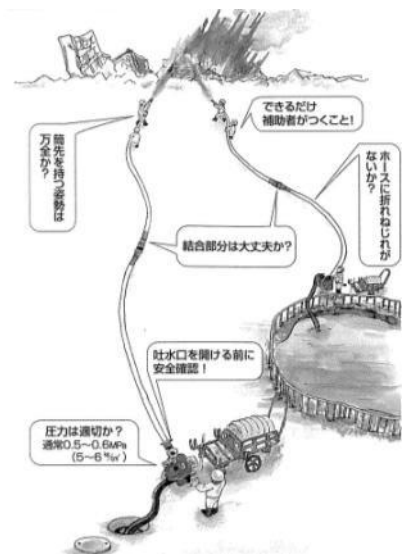 できるだけ
補助者がつくこと!
筒先を持つ姿勢は
万全か?
ホースに折れねじれが
ないか?
結合部分は大丈夫か?
吐水口を開ける前に
安全確認!
圧力は適切か?
通常0.5～0.6MPa
(5～6㎏/㎠)